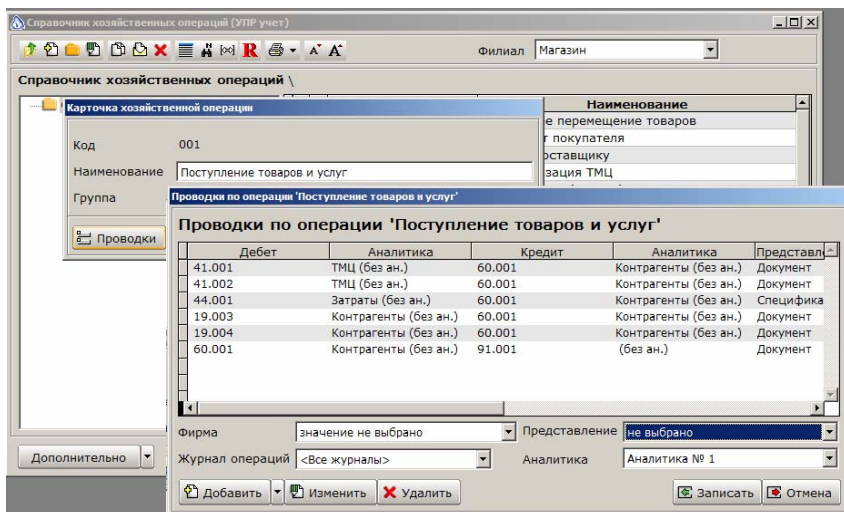 Справочник хозяйственных операций (УПР учет)
R
A A
Филиал Магазин
Справочник хозяйственных операций \
Наименование
е перемещение товаров
т покупателя
оставщику
зация ТМЦ
Карточка хозяйственной операции
Код 001
Наименование Поступление товаров и услуг
Группа
Проводки
Проводки по операции 'Поступление товаров и услуг'
Проводки по операции 'Поступление товаров и услуг'
Дебет Аналитика Кредит Аналитика Представл
41.001 ТМЦ (без ан.) 60.001 Контрагенты (без ан.) Документ
41.002 ТМЦ (без ан.) 60.001 Контрагенты (без ан.) Документ
44.001 Затраты (без ан.) 60.001 Контрагенты (без ан.) Специфика
19.003 Контрагенты (без ан.) 60.001 Контрагенты (без ан.) Документ
19.004 Контрагенты (без ан.) 60.001 Контрагенты (без ан.) Документ
60.001 Контрагенты (без ан.) 91.001 (без ан.) Документ
Фирма значение не выбрано Представление не выбрано
Журнал операций <Все журналы> Аналитика Аналитика № 1
Дополнительно
Добавить Изменить Удалить Записать Отмена